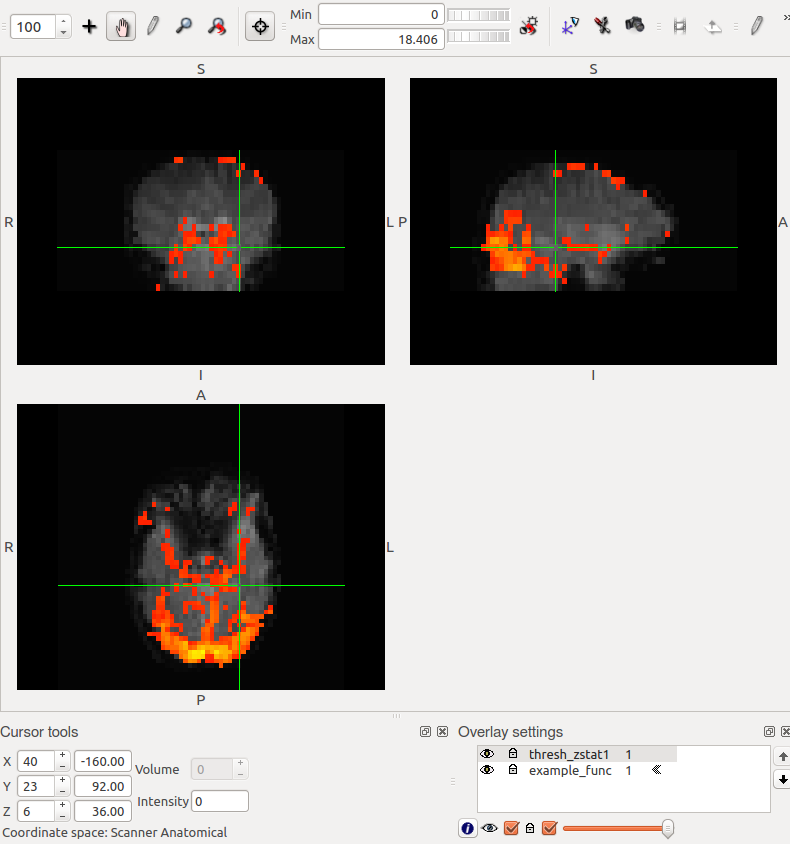 100
Min 0
Max 18.406
S S
R L P A
I I
A
R L
P
Cursor tools
Overlay settings
X 40 -160.00
Y 23 92.00
Z 6 36.00
Volume 0
Intensity 0
Coordinate space: Scanner Anatomical
thresh_zstat1 1
example_func 1